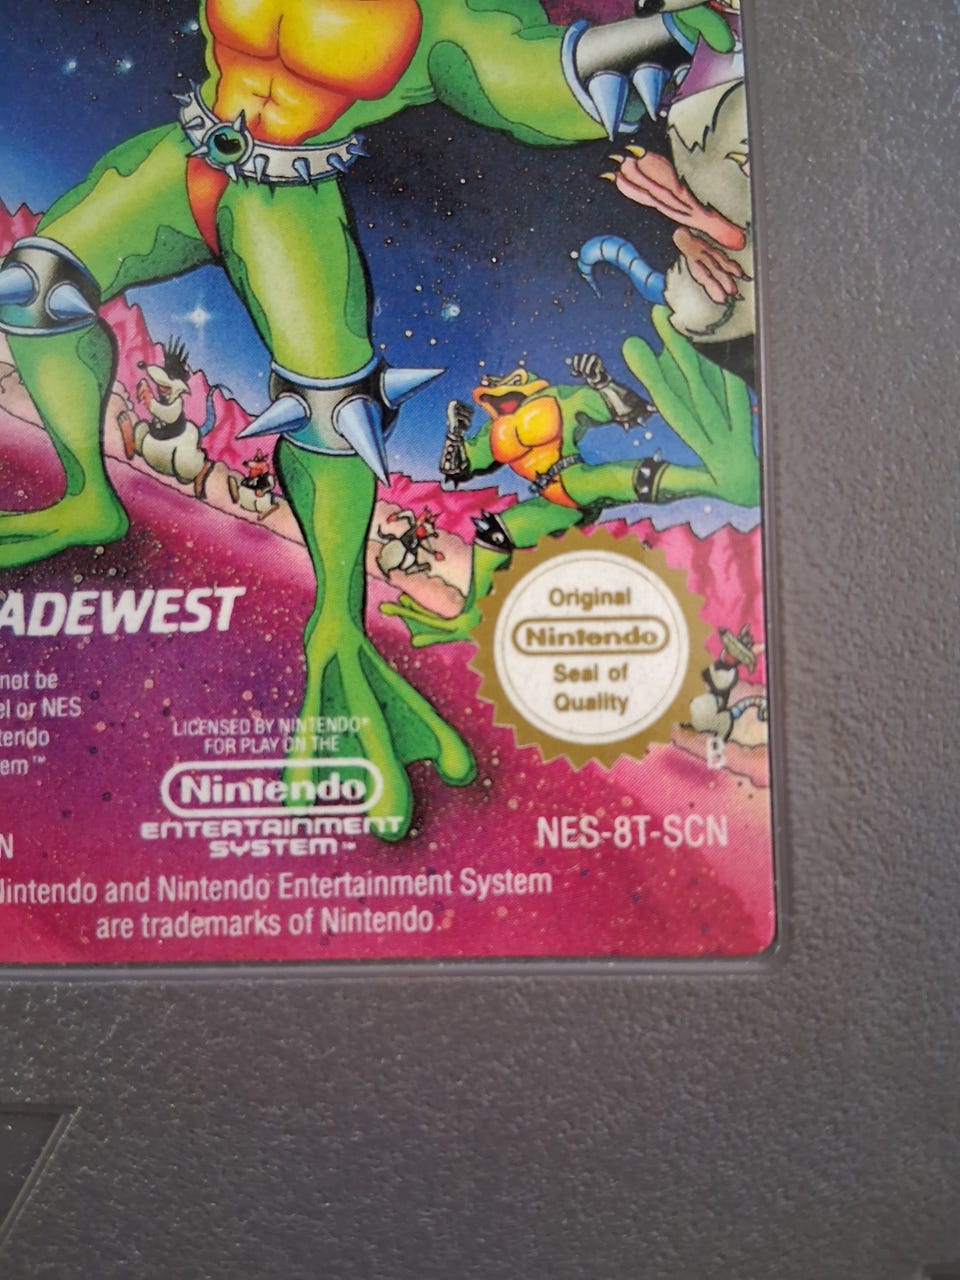 Original
Nintendo
Seal of
Quality
ADEWEST
not be
el or NES
tendo
em™
LICENSED BY NINTENDO®
FOR PLAY ON THE
Nintendo
ENTERTAINMENT
SYSTEM™
B
NES-8T-SCN
N
Nintendo and Nintendo Entertainment System
are trademarks of Nintendo.